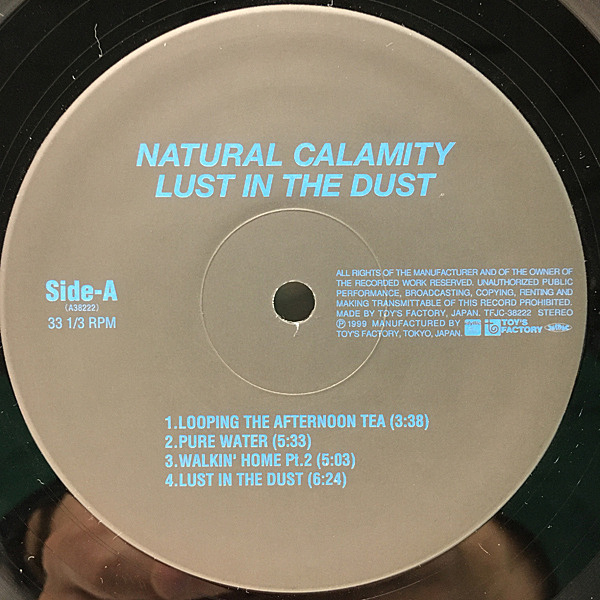 NATURAL CALAMITY
LUST IN THE DUST
Side-A
(A38222)
33 1/3 RPM
ALL RIGHTS OF THE MANUFACTURER AND OF THE OWNER OF
THE RECORDED WORK RESERVED. UNAUTHORIZED PUBLIC
PERFORMANCE, BROADCASTING, COPYING, RENTING AND
MAKING TRANSMITTABLE OF THIS RECORD PROHIBITED.
MADE BY TOY'S FACTORY, JAPAN. TFJC-38222 STEREO
Ⓟ 1999 MANUFACTURED BY
TOY'S FACTORY, TOKYO, JAPAN.
TOY'S
FACTORY
1.LOOPING THE AFTERNOON TEA (3:38)
2.PURE WATER (5:33)
3.WALKIN' HOME Pt.2 (5:03)
4.LUST IN THE DUST (6:24)